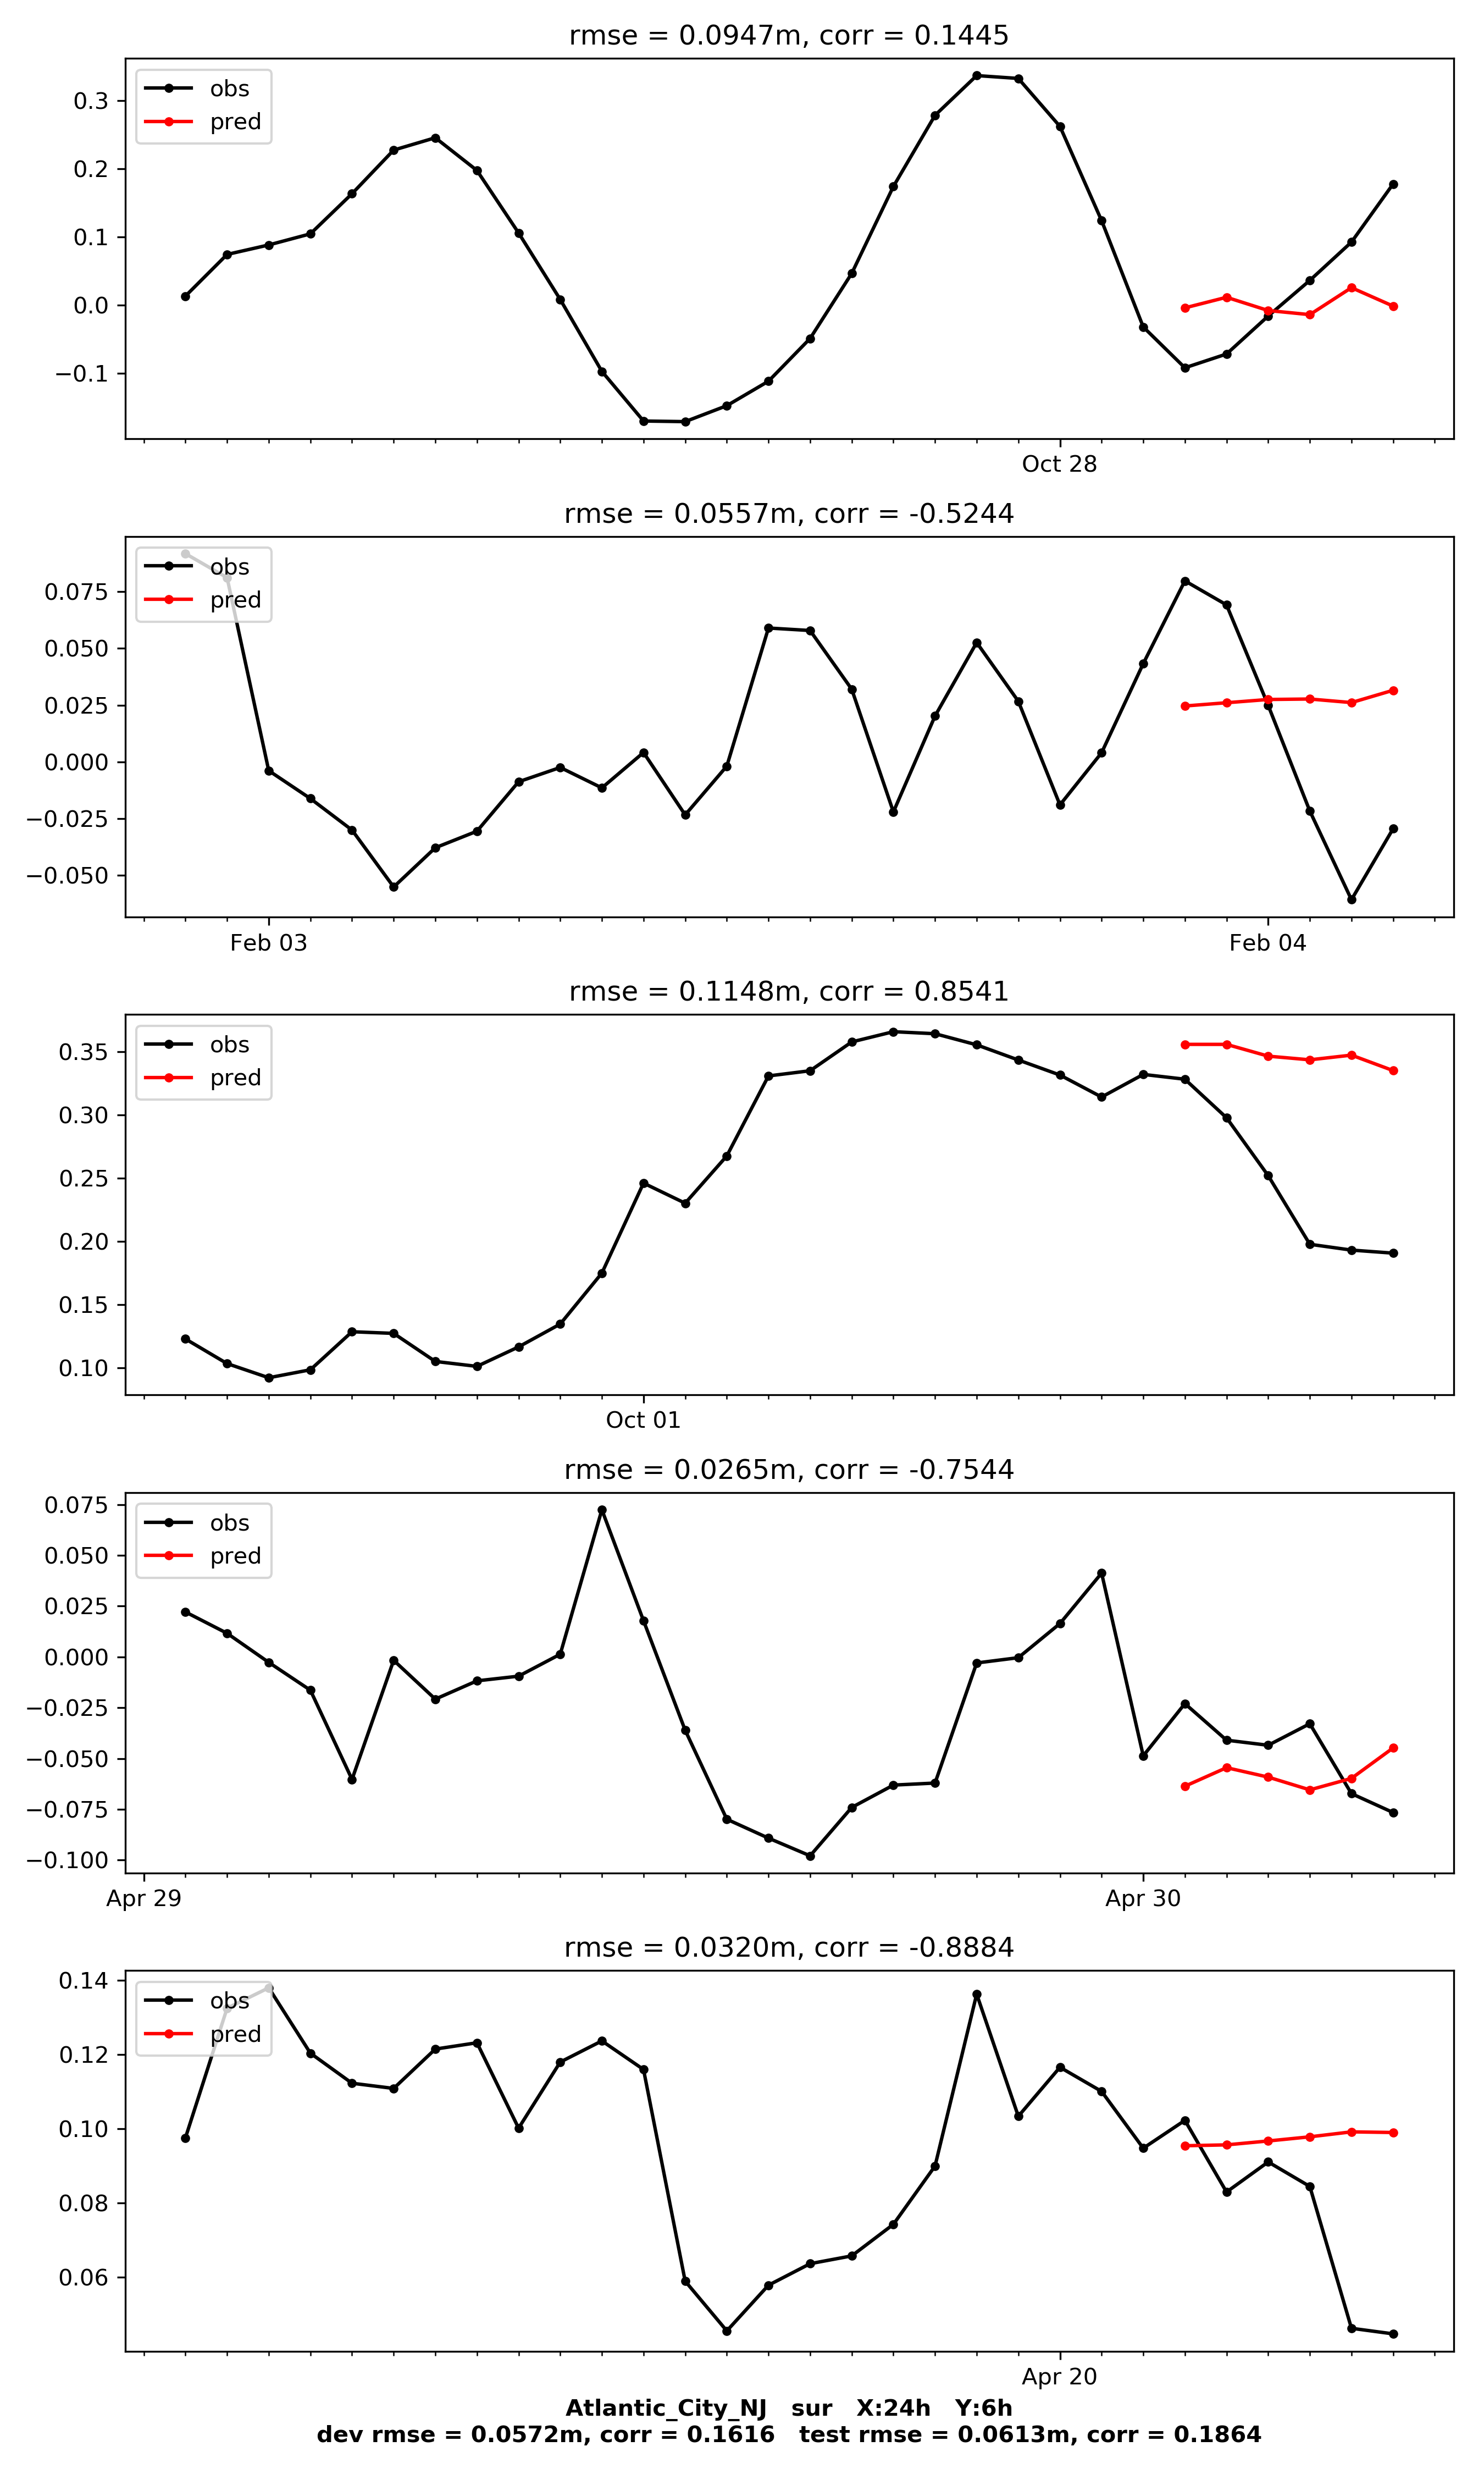 rmse = 0.0947m, corr = 0.1445
obs
pred
0.3
0.2
0.1
0.0
−0.1
Oct 28
rmse = 0.0557m, corr = -0.5244
obs
pred
0.075
0.050
0.025
0.000
−0.025
−0.050
Feb 03 Feb 04
rmse = 0.1148m, corr = 0.8541
obs
pred
0.35
0.30
0.25
0.20
0.15
0.10
Oct 01
rmse = 0.0265m, corr = -0.7544
obs
pred
0.075
0.050
0.025
0.000
−0.025
−0.050
−0.075
−0.100
Apr 29 Apr 30
rmse = 0.0320m, corr = -0.8884
obs
pred
0.14
0.12
0.10
0.08
0.06
Apr 20
Atlantic_City_NJ sur X:24h Y:6h
dev rmse = 0.0572m, corr = 0.1616 test rmse = 0.0613m, corr = 0.1864